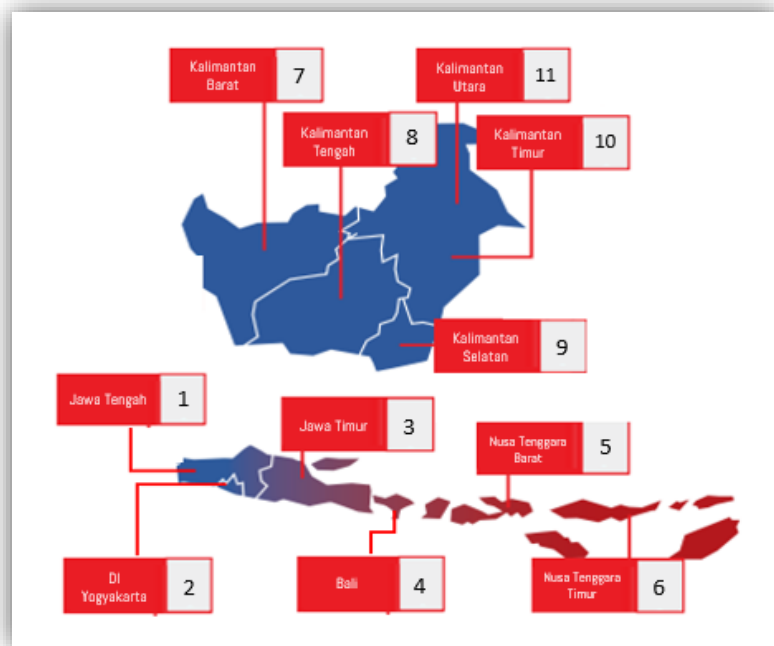 Kalimantan
Barat
7
Kalimantan
Utara
11
Kalimantan
Tengah
8
Kalimantan
Timur
10
Kalimantan
Selatan
9
Jawa Tengah
1
Jawa Timur
3
Nusa Tenggara
Barat
5
DI
Yogyakarta
2
Bali
4
Nusa Tenggara
Timur
6